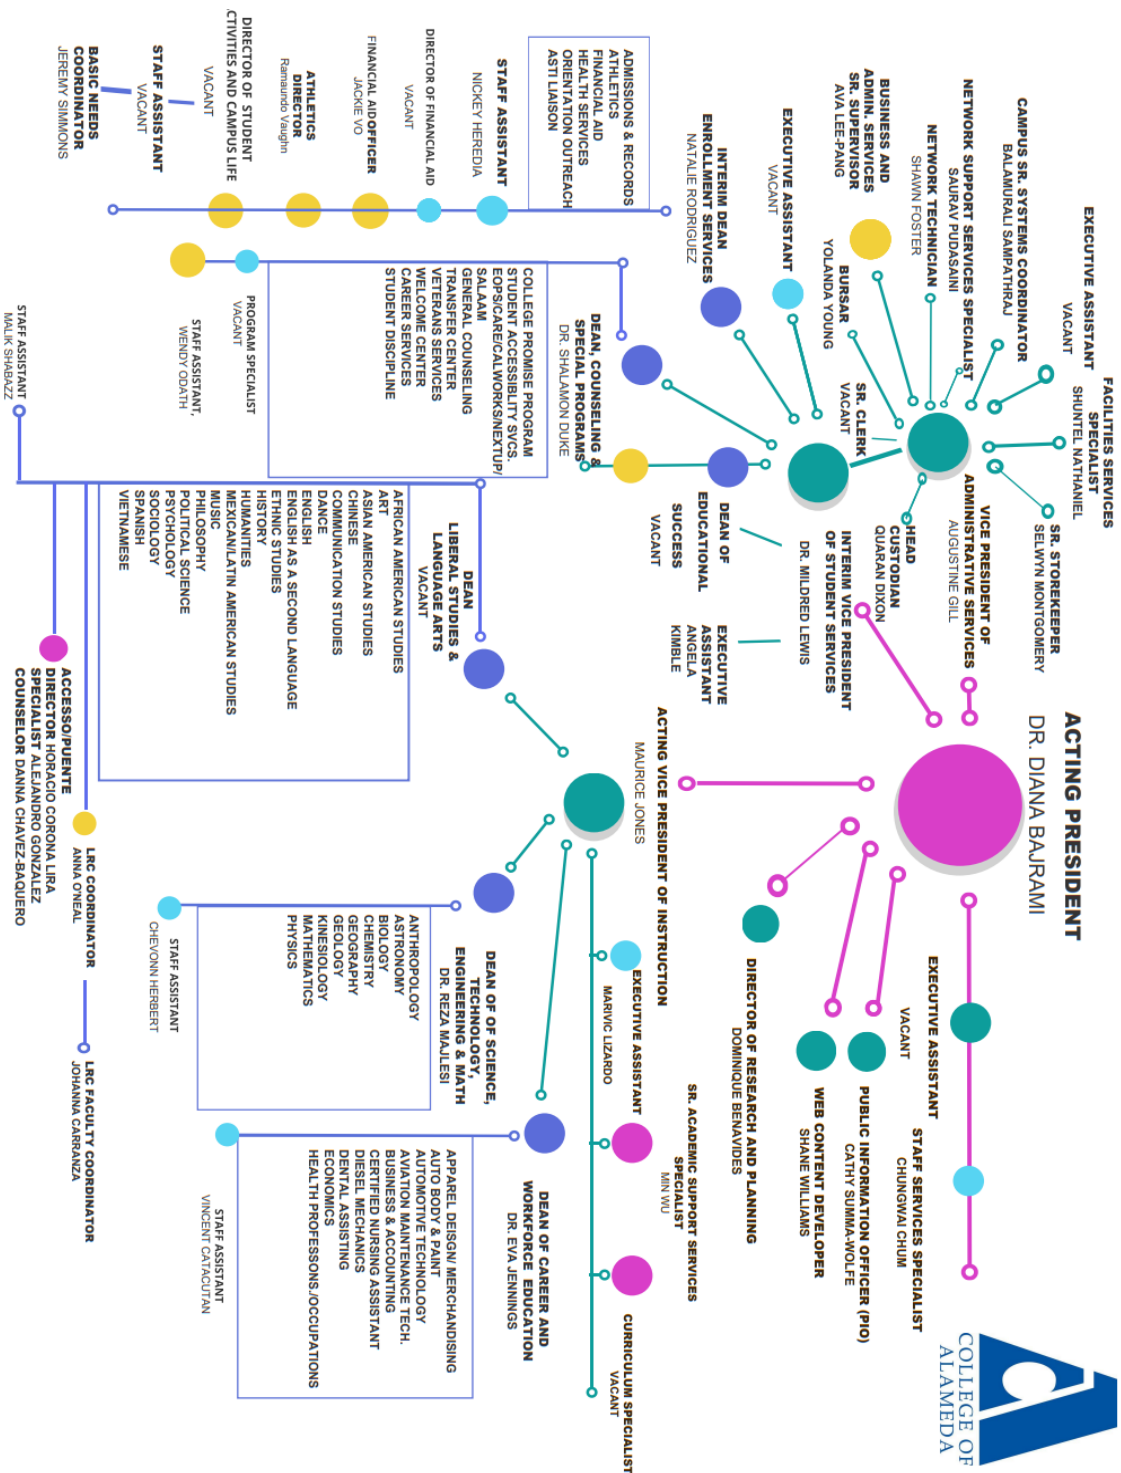 ACTING PRESIDENT
DR. DIANA BAJRAMI
COLLEGE OF
ALAMEDA
FACILITIES SERVICES
SPECIALIST
SHUNTEL NATHANIEL
EXECUTIVE ASSISTANT
VACANT
SR. STOREKEEPER
SELWYN MONTGOMERY
CAMPUS SR. SYSTEMS COORDINATOR
BALAMURALI SAMPATHRAJ
NETWORK SUPPORT SERVICES SPECIALIST
SAURAV PUDASAINI
NETWORK TECHNICIAN
SHAWN FOSTER
BUSINESS AND
ADMIN. SERVICES
SR. SUPERVISOR
AVA LEE-PANG
BURSAR
YOLANDA YOUNG
SR. CLERK
VACANT
VICE PRESIDENT OF
ADMINISTRATIVE SERVICES
AUGUSTINE GILL
HEAD
CUSTODIAN
QUARAN DIXON
INTERIM VICE PRESIDENT
OF STUDENT SERVICES
DR. MILDRED LEWIS
EXECUTIVE
ASSISTANT
ANGELA
KIMBLE
DEAN OF
EDUCATIONAL
SUCCESS
VACANT
EXECUTIVE ASSISTANT
VACANT
INTERIM DEAN
ENROLLMENT SERVICES
NATALIE RODRIGUEZ
ADMISSIONS & RECORDS
ATHLETICS
FINANCIAL AID
HEALTH SERVICES
ORIENTATION OUTREACH
ASTI LIAISON
STAFF ASSISTANT
NICKEY HEREDIA
DIRECTOR OF FINANCIAL AID
VACANT
FINANCIAL AIDOFFICER
JACKIE VO
ATHLETICS
DIRECTOR
Ramaundo Vaughn
DIRECTOR OF STUDENT
CTIVITIES AND CAMPUS LIFE
VACANT
STAFF ASSISTANT
VACANT
BASIC NEEDS
COORDINATOR
JEREMY SIMMONS
DEAN, COUNSELING &
SPECIAL PROGRAMS
DR. SHALAMON DUKE
COLLEGE PROMISE PROGRAM
STUDENT ACCESSIBLITY SVCS.
EOPS/CARE/CALWORKS/NEXTUP/
SALAAM
GENERAL COUNSELING
TRANSFER CENTER
VETERANS SERVICES
WELCOME CENTER
CAREER SERVICES
STUDENT DISCIPLINE
PROGRAM SPECIALIST
VACANT
STAFF ASSISTANT,
WENDY ODATH
EXECUTIVE ASSISTANT
VACANT
STAFF SERVICES SPECIALIST
CHUNGWAI CHUM
PUBLIC INFORMATION OFFICER (PIO)
CATHY SUMMA-WOLFE
WEB CONTENT DEVELOPER
SHANE WILLIAMS
DIRECTOR OF RESEARCH AND PLANNING
DOMINIQUE BENAVIDES
ACTING VICE PRESIDENT OF INSTRUCTION
MAURICE JONES
EXECUTIVE ASSISTANT
MARIVIC LIZARDO
SR. ACADEMIC SUPPORT SERVICES
SPECIALIST
MIN WU
CURRICULUM SPECIALIST
VACANT
DEAN
LIBERAL STUDIES &
LANGUAGE ARTS
VACANT
AFRICAN AMERICAN STUDIES
ART
ASIAN AMERICAN STUDIES
CHINESE
COMMUNICATION STUDIES
DANCE
ENGLISH
ENGLISH AS A SECOND LANGUAGE
ETHNIC STUDIES
HISTORY
HUMANITIES
MEXICAN/LATIN AMERICAN STUDIES
MUSIC
PHILOSOPHY
POLITICAL SCIENCE
PSYCHOLOGY
SOCIOLOGY
SPANISH
VIETNAMESE
STAFF ASSISTANT
MALIK SHABAZZ
ACCESSO/PUENTE
DIRECTOR HORACIO CORONA LIRA
SPECIALIST ALEJANDRO GONZALEZ
COUNSELOR DANNA CHAVEZ-BAQUERO
LRC COORDINATOR
ANNA O'NEAL
LRC FACULTY COORDINATOR
JOHANNA CARRANZA
DEAN OF OF SCIENCE,
TECHNOLOGY,
ENGINEERING & MATH
DR. REZA MAJLESI
ANTHROPOLOGY
ASTRONOMY
BIOLOGY
CHEMISTRY
GEOGRAPHY
GEOLOGY
KINESIOLOGY
MATHEMATICS
PHYSICS
STAFF ASSISTANT
CHEVONN HERBERT
DEAN OF CAREER AND
WORKFORCE EDUCATION
DR. EVA JENNINGS
APPAREL DEISGN/ MERCHANDISING
AUTO BODY & PAINT
AUTOMOTIVE TECHNOLOGY
AVIATION MAINTENANCE TECH.
BUSINESS & ACCOUNTING
CERTIFIED NURSING ASSISTANT
DIESEL MECHANICS
DENTAL ASSISTING
ECONOMICS
HEALTH PROFESSONS./OCCUPATIONS
STAFF ASSISTANT
VINCENT CATACUTAN